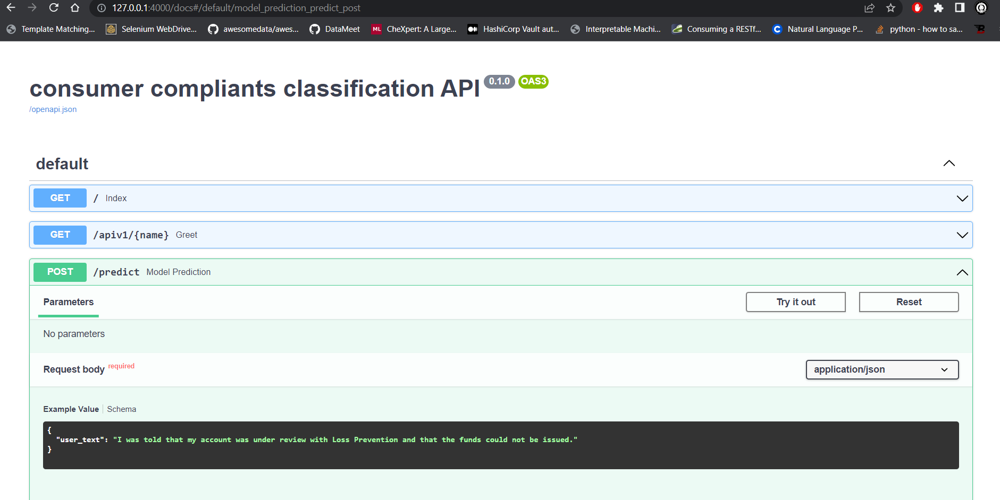 127.0.0.1:4000/docs#/default/model_prediction_predict_post
Template Matching... Selenium WebDrive... awesomedata/awes... DataMeet ML CheXpert: A Large... HashiCorp Vault aut... Interpretable Machi... Consuming a RESTf... C Natural Language P... python - how to sa...
consumer compliants classification API 0.1.0 OAS3
/openapi.json
default
GET / Index
GET /apiv1/{name} Greet
POST /predict Model Prediction
Parameters Try it out Reset
No parameters
Request body required application/json
Example Value Schema
{
"user_text": "I was told that my account was under review with Loss Prevention and that the funds could not be issued."
}